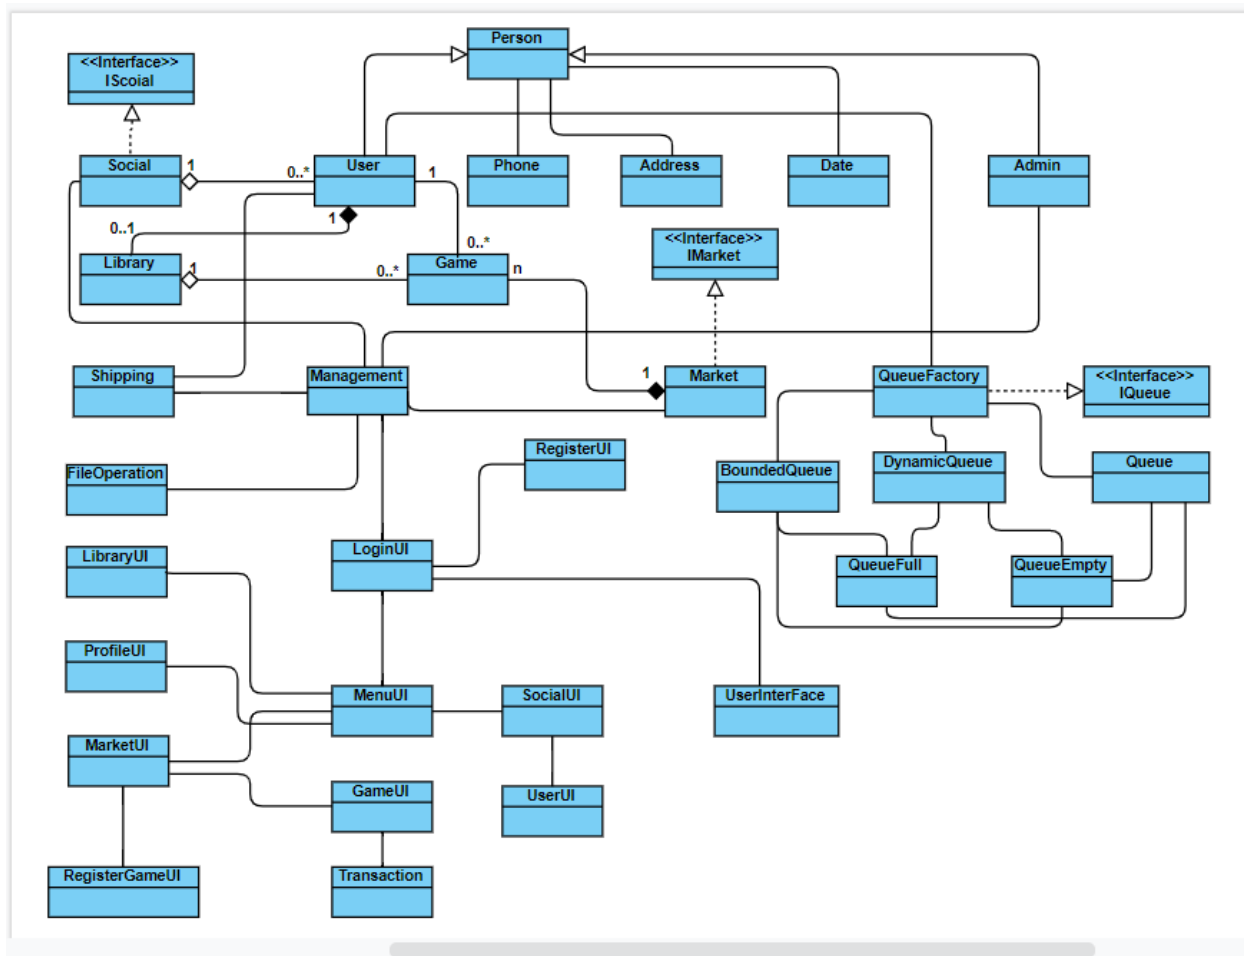 Person
<<Interface>>
IScoial
Social
1
0..*
User
1
Phone
Address
Date
Admin
1
0..1
0..*
<<Interface>>
IMarket
Library
1
0..*
Game
n
Shipping
Management
1
Market
QueueFactory
<<Interface>>
IQueue
RegisterUI
BoundedQueue
DynamicQueue
Queue
FileOperation
LoginUI
LibraryUI
QueueFull
QueueEmpty
ProfileUI
MenuUI
SocialUI
UserInterFace
MarketUI
GameUI
UserUI
RegisterGameUI
Transaction